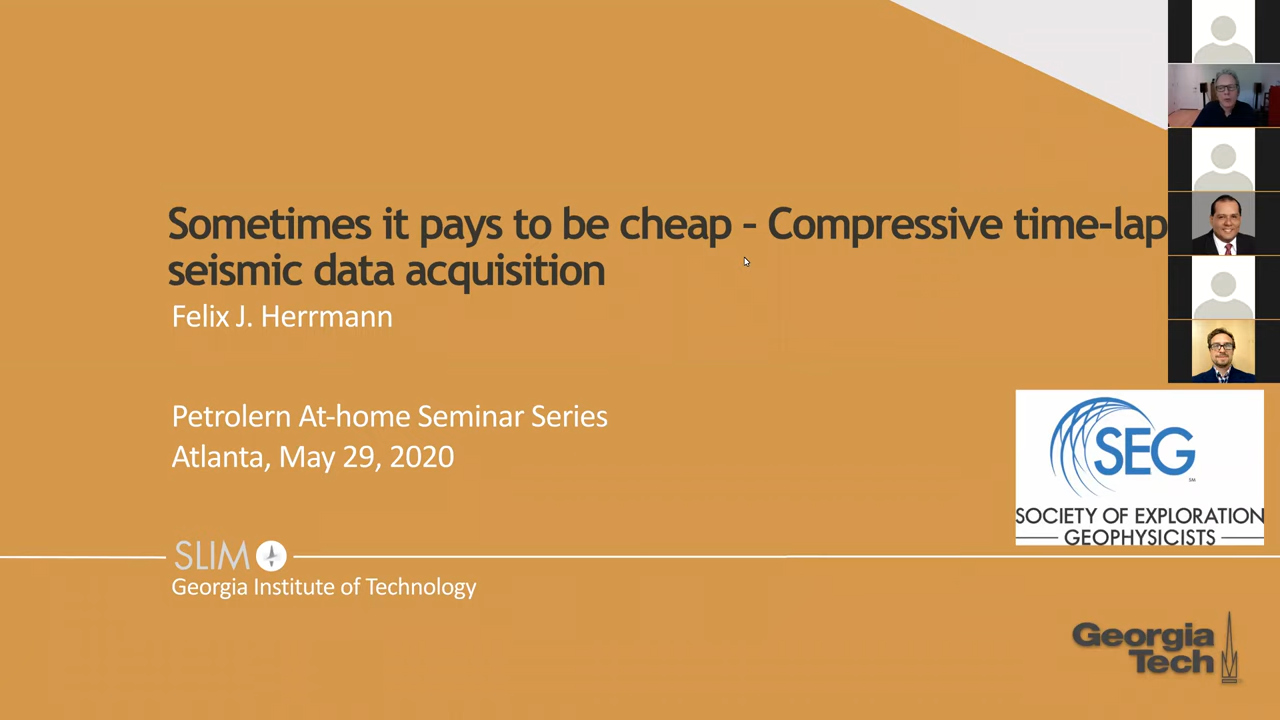 Sometimes it pays to be cheap - Compressive time-lap
seismic data acquisition
Felix J. Herrmann
Petrolern At-home Seminar Series
Atlanta, May 29, 2020
SEG
SM
SOCIETY OF EXPLORATION
GEOPHYSICISTS
SLIM
Georgia Institute of Technology
Georgia
Tech